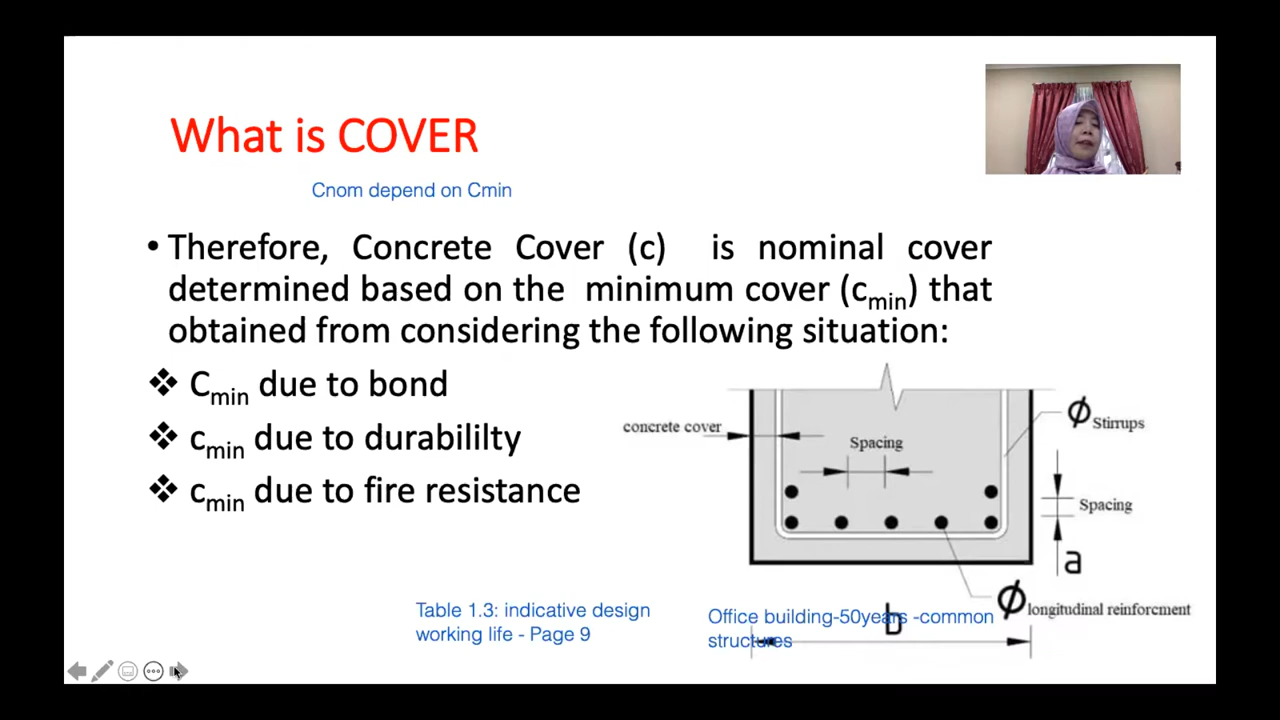 What is COVER
Cnom depend on Cmin
• Therefore, Concrete Cover (c) is nominal cover
determined based on the minimum cover (cmin) that
obtained from considering the following situation:
❖ Cmin due to bond
❖ cmin due to durabililty
❖ cmin due to fire resistance
concrete cover
Spacing
ϕ Stirrups
Spacing
a
ϕ longitudinal reinforcment
b
Table 1.3: indicative design
working life - Page 9
Office building-50years -common
structures